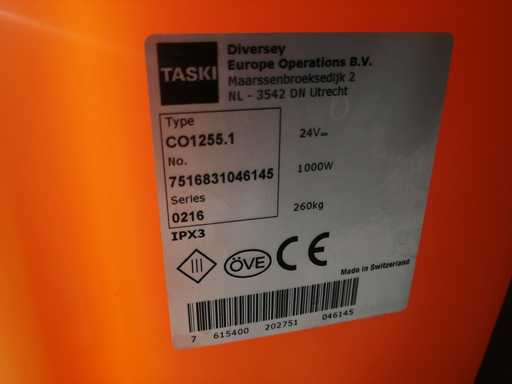 TASKI
Diversey
Europe Operations B.V.
Maarssenbroeksedijk 2
NL - 3542 DN Utrecht
Type
CO1255.1
24V
No.
7516831046145
1000W
Series
0216
260kg
IPX3
III
ÖVE
CE
Made in Switzerland
7 615400 202751 046145